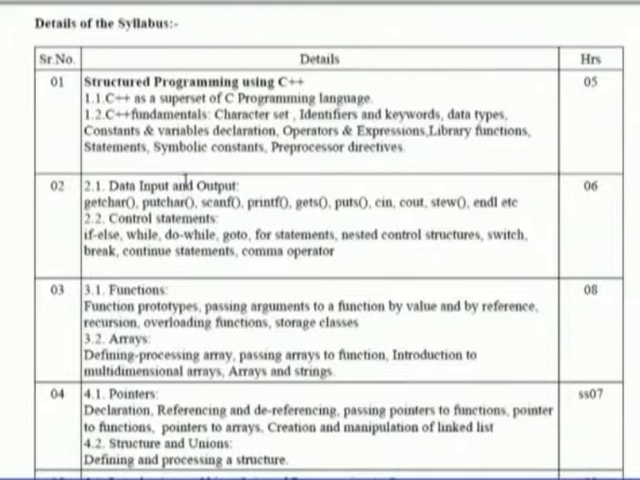 Details of the Syllabus:-
Sr.No. Details Hrs
01 Structured Programming using C++ 05
1.1.C++ as a superset of C Programming language.
1.2.C++fundamentals: Character set , Identifiers and keywords, data types,
Constants & variables declaration, Operators & Expressions,Library functions,
Statements, Symbolic constants, Preprocessor directives.
02 2.1. Data Input and Output: 06
getchar(), putchar(), scanf(), printf(), gets(), puts(), cin, cout, stew(), endl etc
2.2. Control statements:
if-else, while, do-while, goto, for statements, nested control structures, switch,
break, continue statements, comma operator
03 3.1. Functions: 08
Function prototypes, passing arguments to a function by value and by reference,
recursion, overloading functions, storage classes
3.2. Arrays:
Defining-processing array, passing arrays to function, Introduction to
multidimensional arrays, Arrays and strings.
04 4.1. Pointers: ss07
Declaration, Referencing and de-referencing, passing pointers to functions, pointer
to functions, pointers to arrays, Creation and manipulation of linked list
4.2. Structure and Unions:
Defining and processing a structure.